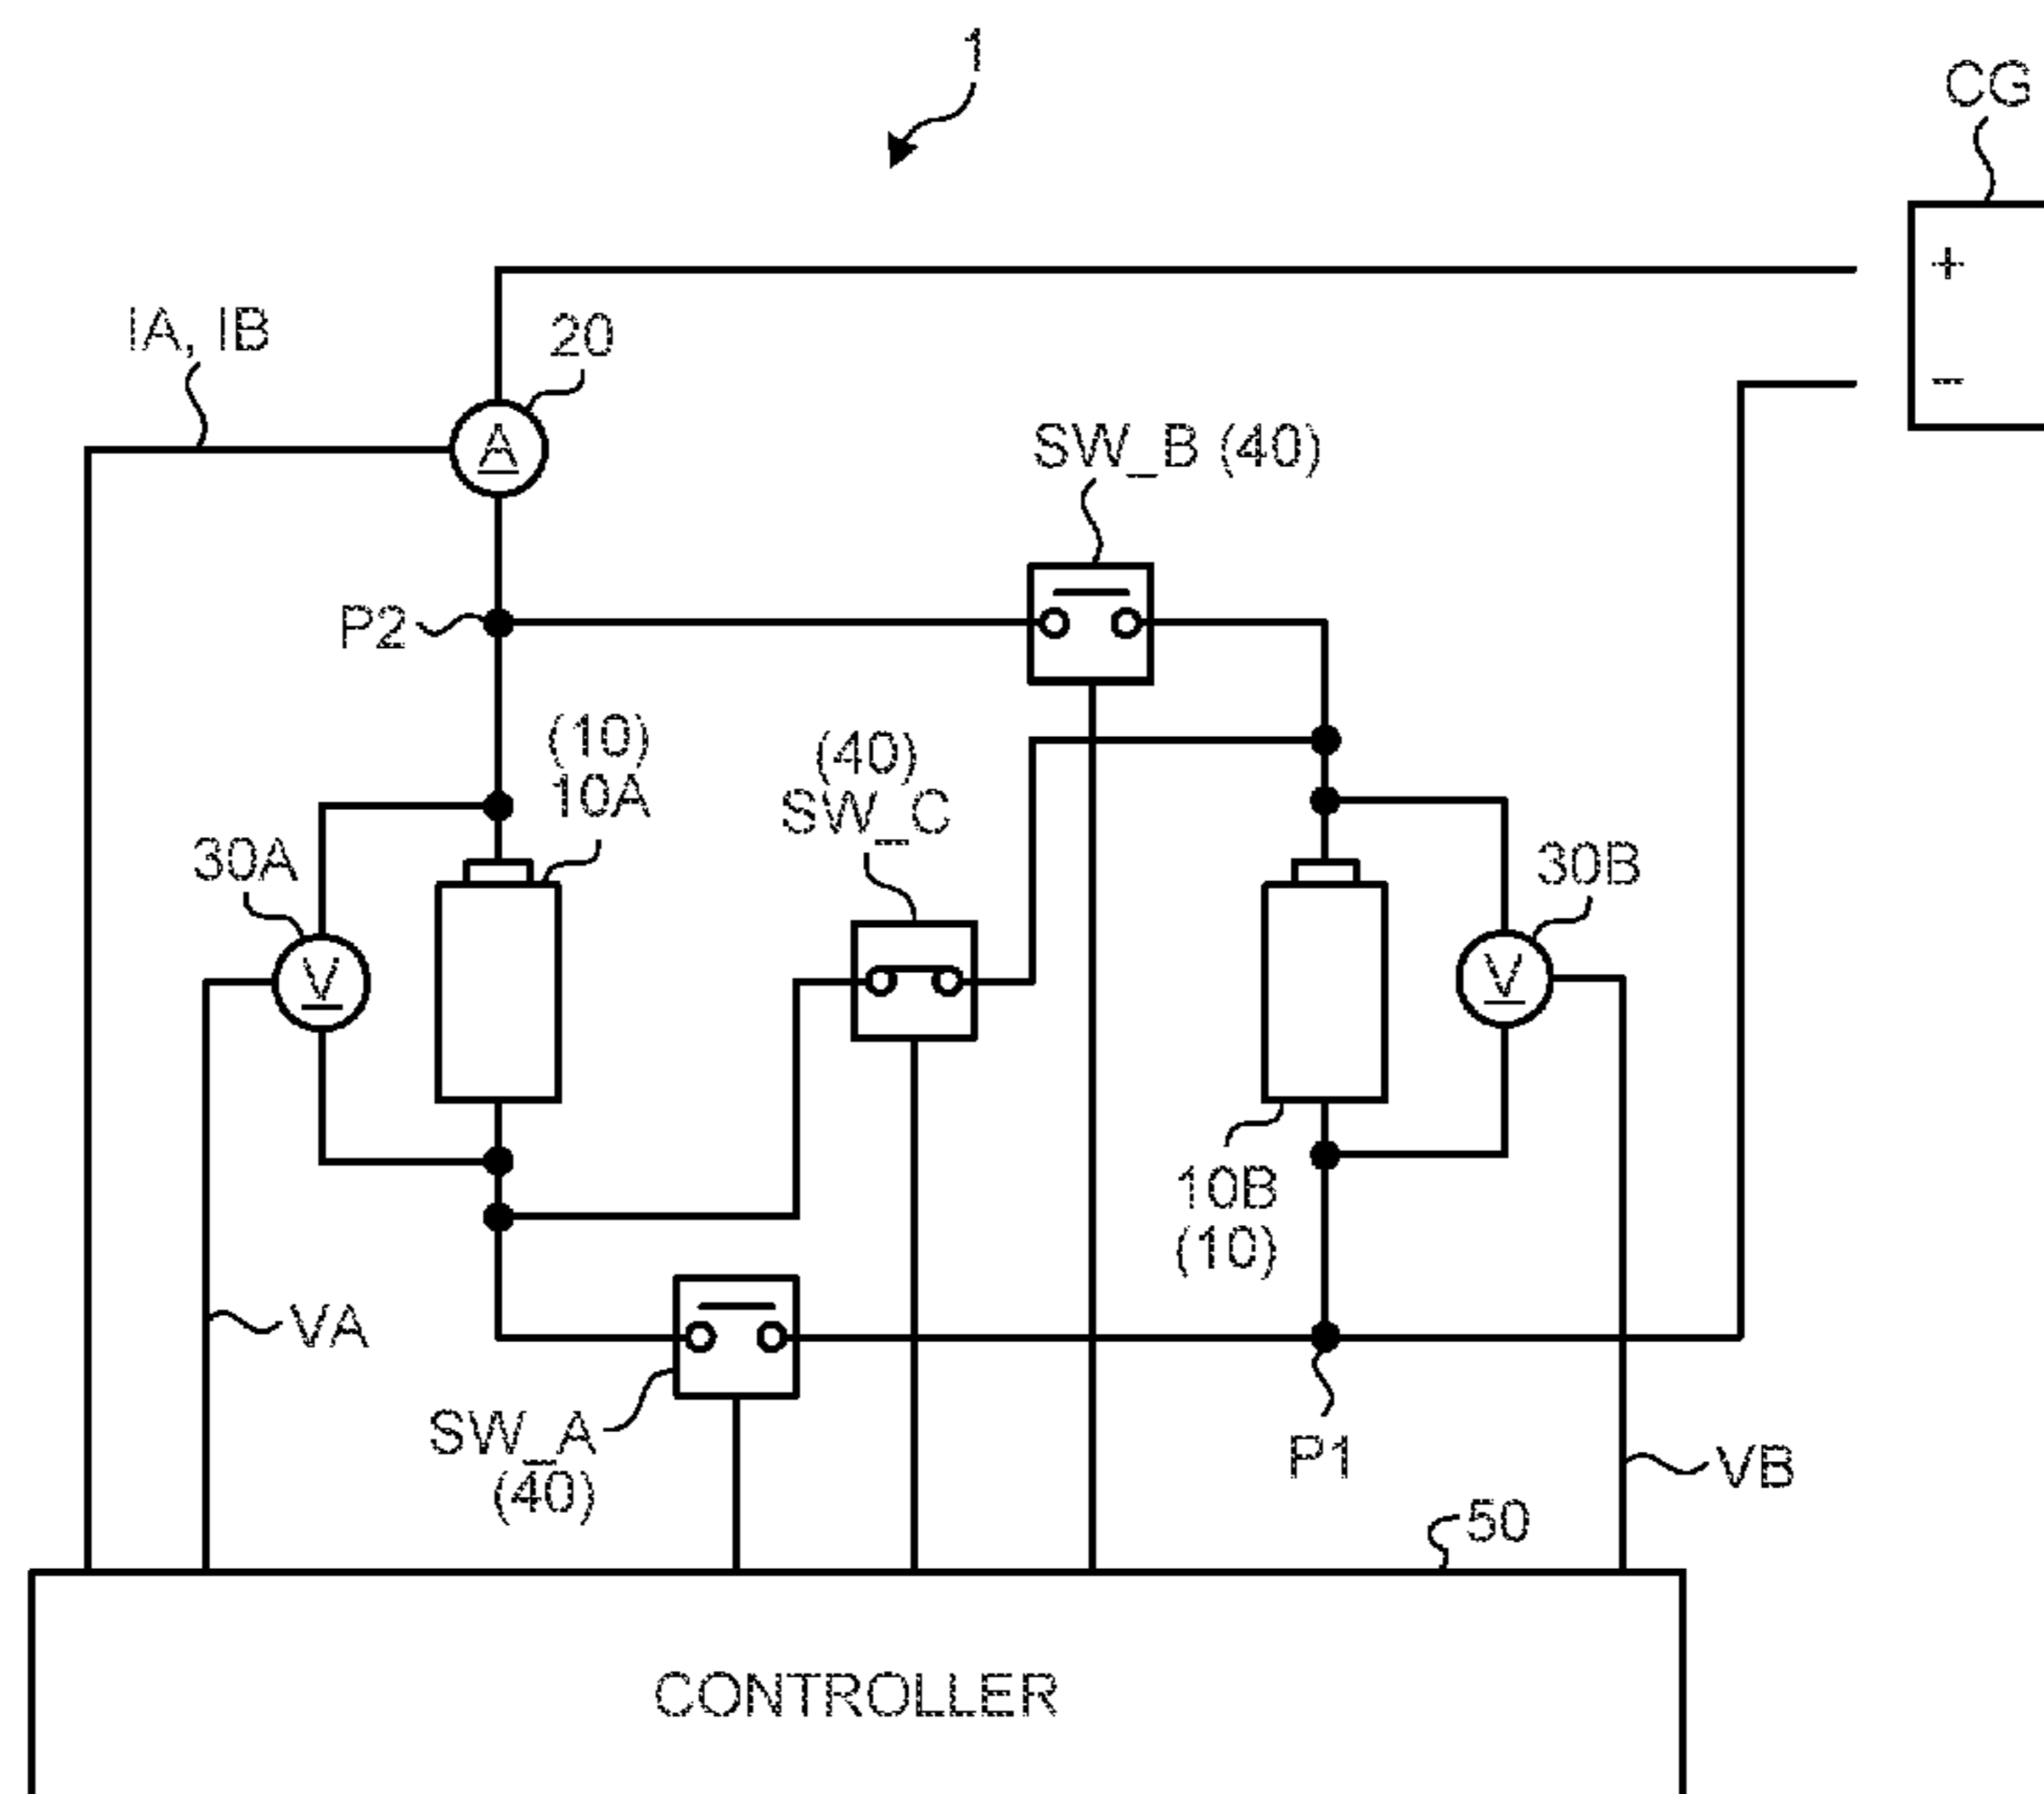 1
CG
+
IA, IB
20
−
A
SW_B (40)
P2
(10)
10A
(40)
SW_C
30A
30B
V
V
10B
(10)
VA
SW_A
(40)
P1
VB
50
CONTROLLER